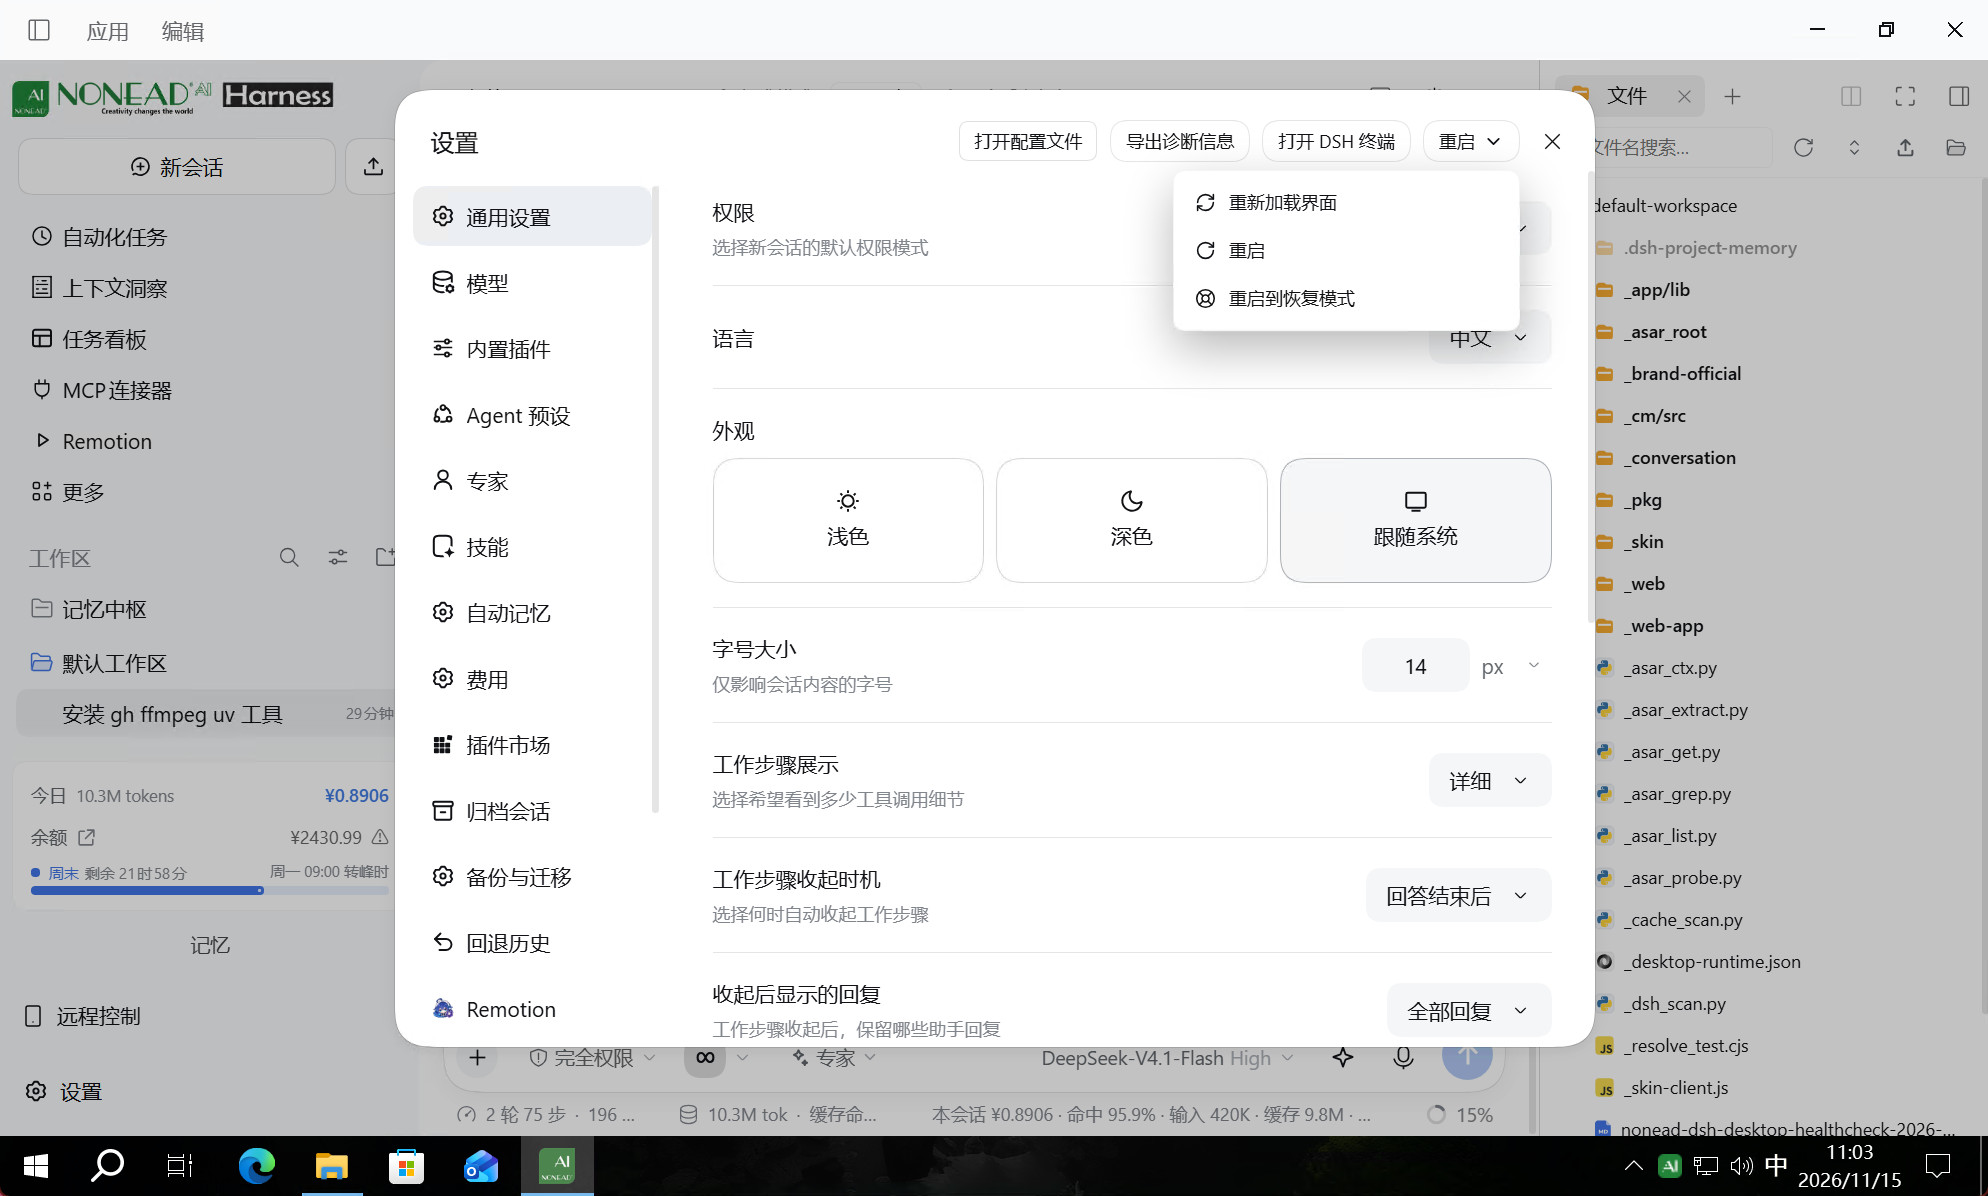 应用
编辑
AI
NONEAD
NONEAD AI
Creativity changes the world
Harness
新会话
自动化任务
上下文洞察
任务看板
MCP连接器
Remotion
更多
工作区
记忆中枢
默认工作区
安装 gh ffmpeg uv 工具
29分钟
今日 10.3M tokens
¥0.8906
余额
¥2430.99
周末 剩余 21时58分
周一 09:00 转峰时
记忆
远程控制
设置
设置
打开配置文件
导出诊断信息
打开 DSH 终端
重启
重新加载界面
重启
重启到恢复模式
通用设置
模型
内置插件
Agent 预设
专家
技能
自动记忆
费用
插件市场
归档会话
备份与迁移
回退历史
Remotion
权限
选择新会话的默认权限模式
语言
中文
外观
浅色
深色
跟随系统
字号大小
仅影响会话内容的字号
14
px
工作步骤展示
选择希望看到多少工具调用细节
详细
工作步骤收起时机
选择何时自动收起工作步骤
回答结束后
收起后显示的回复
工作步骤收起后，保留哪些助手回复
全部回复
完全权限
专家
DeepSeek-V4.1-Flash High
2 轮 75 步 · 196 ...
10.3M tok · 缓存命...
本会话 ¥0.8906 · 命中 95.9% · 输入 420K · 缓存 9.8M · ...
15%
文件
文件名搜索...
default-workspace
.dsh-project-memory
_app/lib
_asar_root
_brand-official
_cm/src
_conversation
_pkg
_skin
_web
_web-app
_asar_ctx.py
_asar_extract.py
_asar_get.py
_asar_grep.py
_asar_list.py
_asar_probe.py
_cache_scan.py
_desktop-runtime.json
_dsh_scan.py
_resolve_test.cjs
_skin-client.js
nonead-dsh-desktop-healthcheck-2026-...
AI
NONEAD
AI
中
11:03
2026/11/15